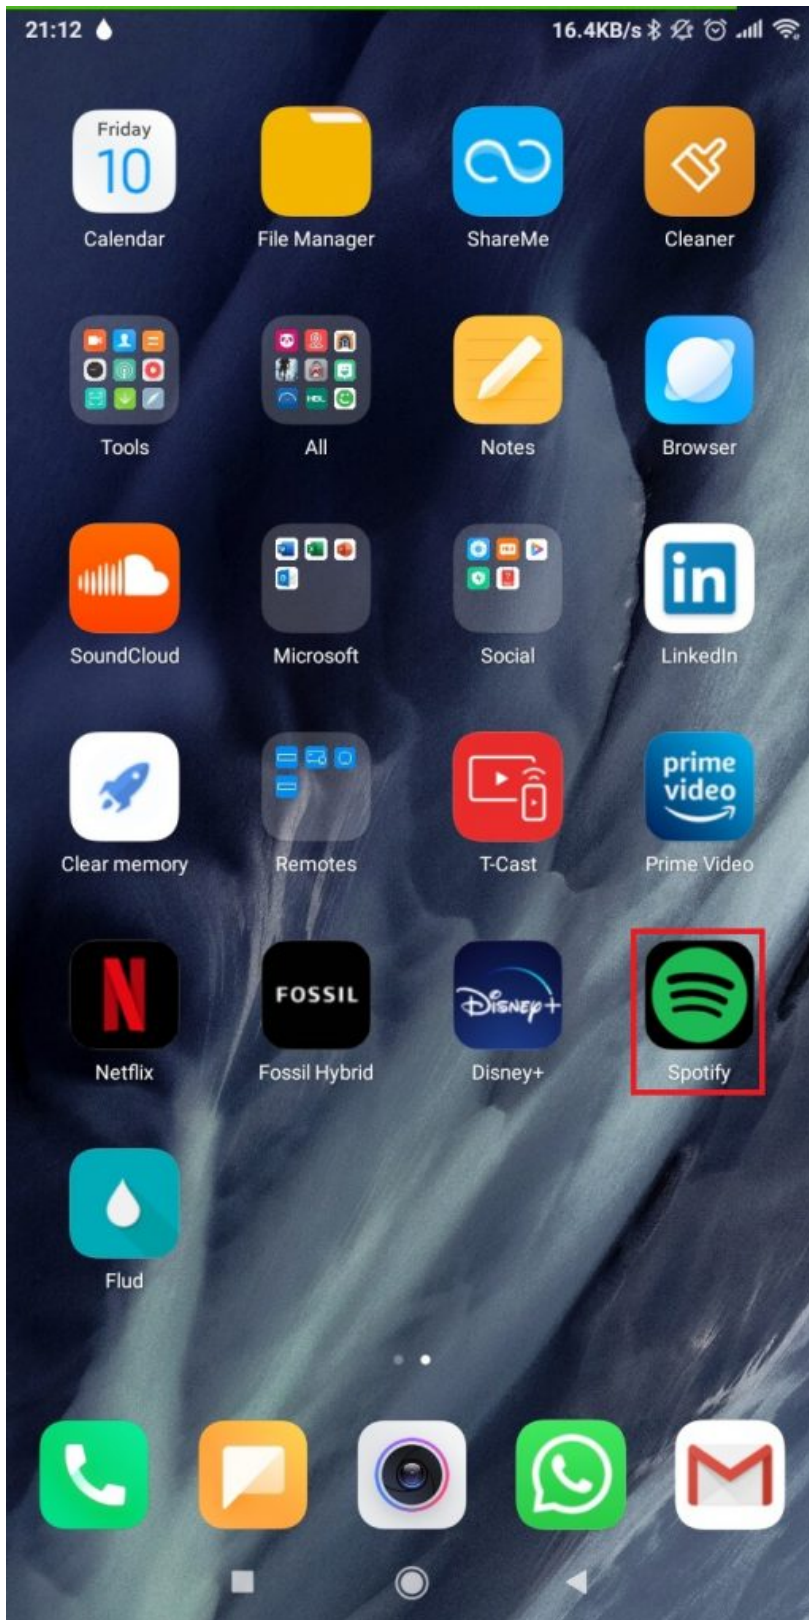 21:12 16.4KB/s
Friday
10
Calendar File Manager ShareMe Cleaner
Tools All Notes Browser
SoundCloud Microsoft Social LinkedIn
in
prime
video
Clear memory Remotes T-Cast Prime Video
N FOSSIL Disney+
Netflix Fossil Hybrid Disney+ Spotify
Flud